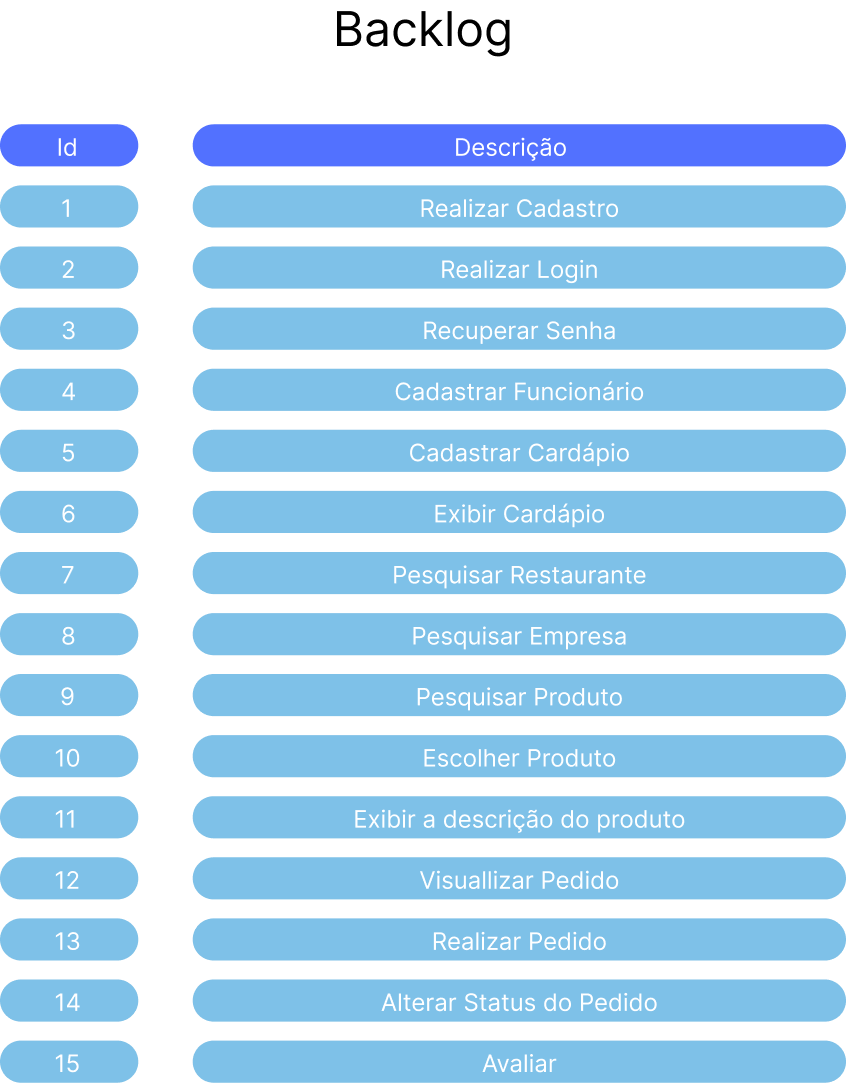 Backlog
Id Descrição
1 Realizar Cadastro
2 Realizar Login
3 Recuperar Senha
4 Cadastrar Funcionário
5 Cadastrar Cardápio
6 Exibir Cardápio
7 Pesquisar Restaurante
8 Pesquisar Empresa
9 Pesquisar Produto
10 Escolher Produto
11 Exibir a descrição do produto
12 Visuallizar Pedido
13 Realizar Pedido
14 Alterar Status do Pedido
15 Avaliar